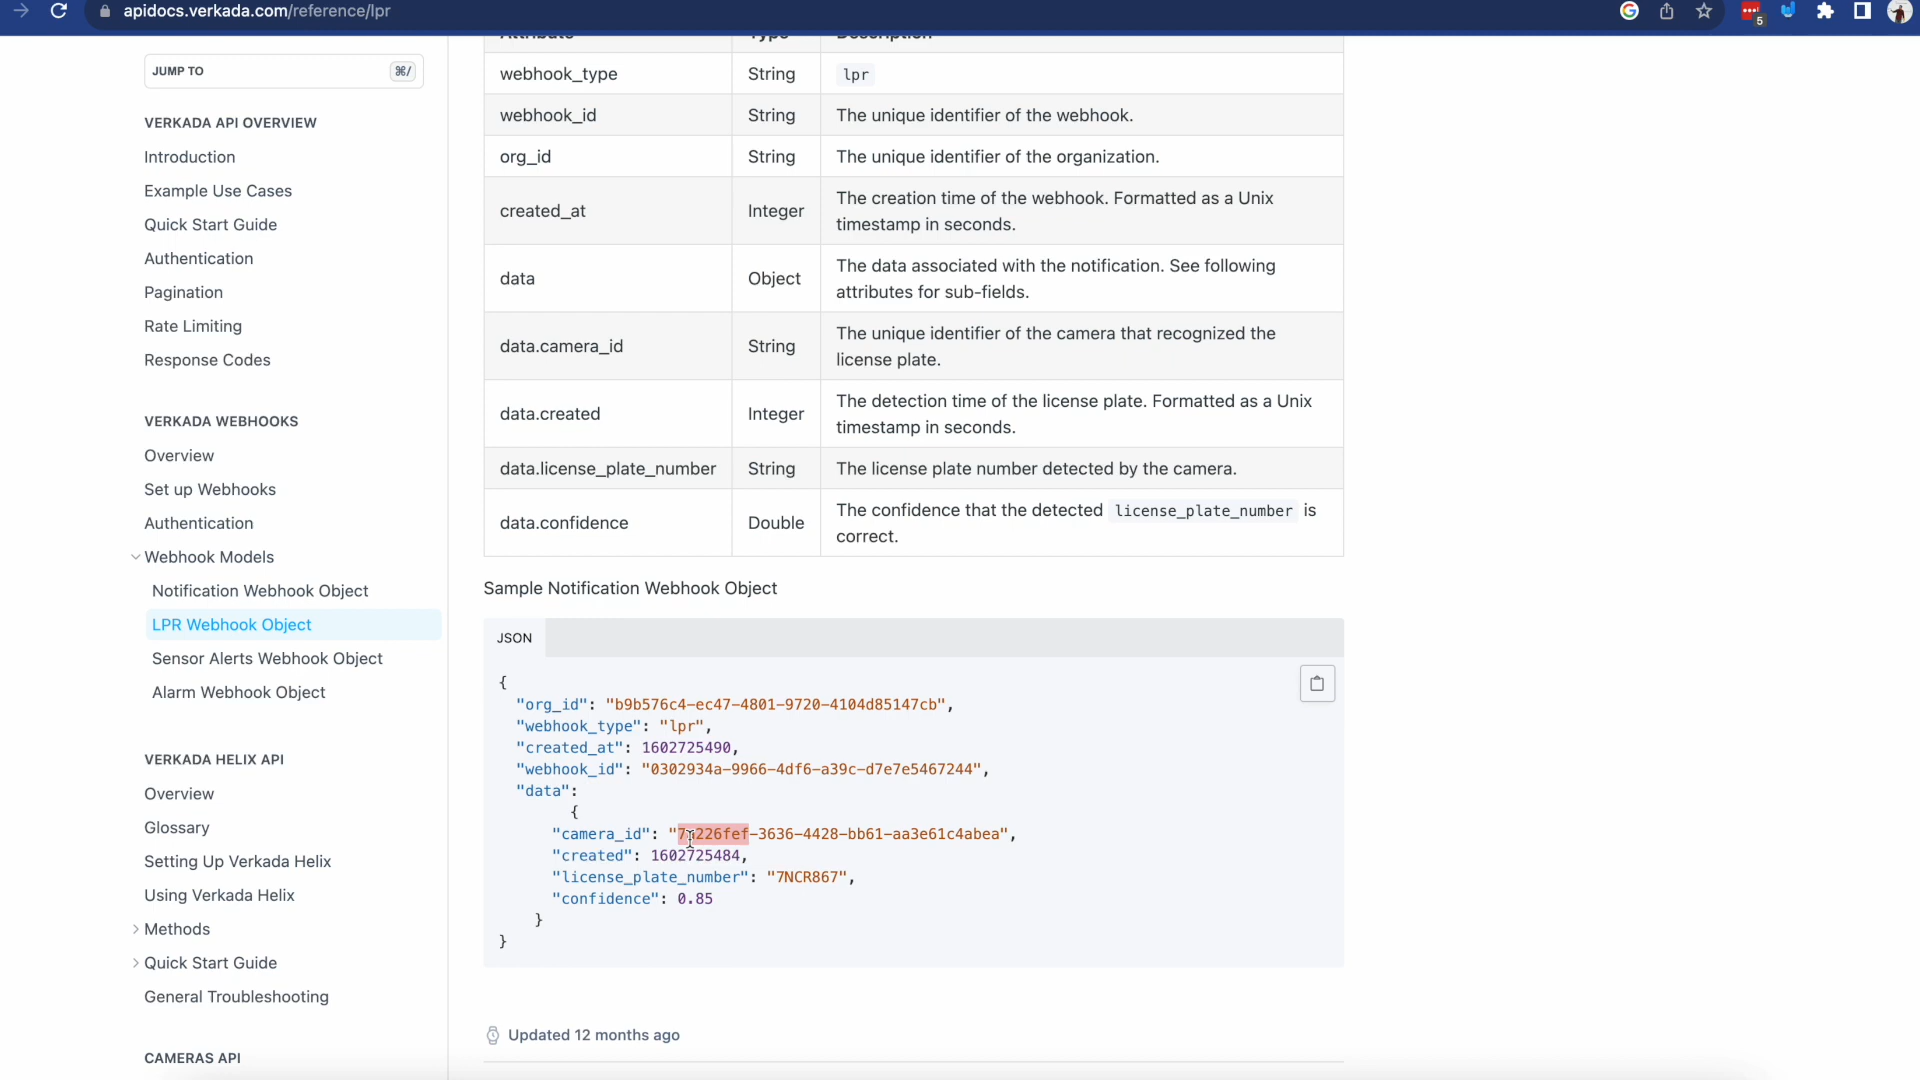 apidocs.verkada.com/reference/lpr
5
JUMP TO
⌘/
VERKADA API OVERVIEW
Introduction
Example Use Cases
Quick Start Guide
Authentication
Pagination
Rate Limiting
Response Codes
VERKADA WEBHOOKS
Overview
Set up Webhooks
Authentication
Webhook Models
Notification Webhook Object
LPR Webhook Object
Sensor Alerts Webhook Object
Alarm Webhook Object
VERKADA HELIX API
Overview
Glossary
Setting Up Verkada Helix
Using Verkada Helix
Methods
Quick Start Guide
General Troubleshooting
CAMERAS API
Attribute Type Description
webhook_type String lpr
webhook_id String The unique identifier of the webhook.
org_id String The unique identifier of the organization.
created_at Integer The creation time of the webhook. Formatted as a Unix
timestamp in seconds.
data Object The data associated with the notification. See following
attributes for sub-fields.
data.camera_id String The unique identifier of the camera that recognized the
license plate.
data.created Integer The detection time of the license plate. Formatted as a Unix
timestamp in seconds.
data.license_plate_number String The license plate number detected by the camera.
data.confidence Double The confidence that the detected license_plate_number is
correct.
Sample Notification Webhook Object
JSON
{
"org_id": "b9b576c4-ec47-4801-9720-4104d85147cb",
"webhook_type": "lpr",
"created_at": 1602725490,
"webhook_id": "0302934a-9966-4df6-a39c-d7e7e5467244",
"data":
{
"camera_id":
"created": 1602725484,
"license_plate_number": "7NCR867",
"confidence": 0.85
}
}
Updated 12 months ago